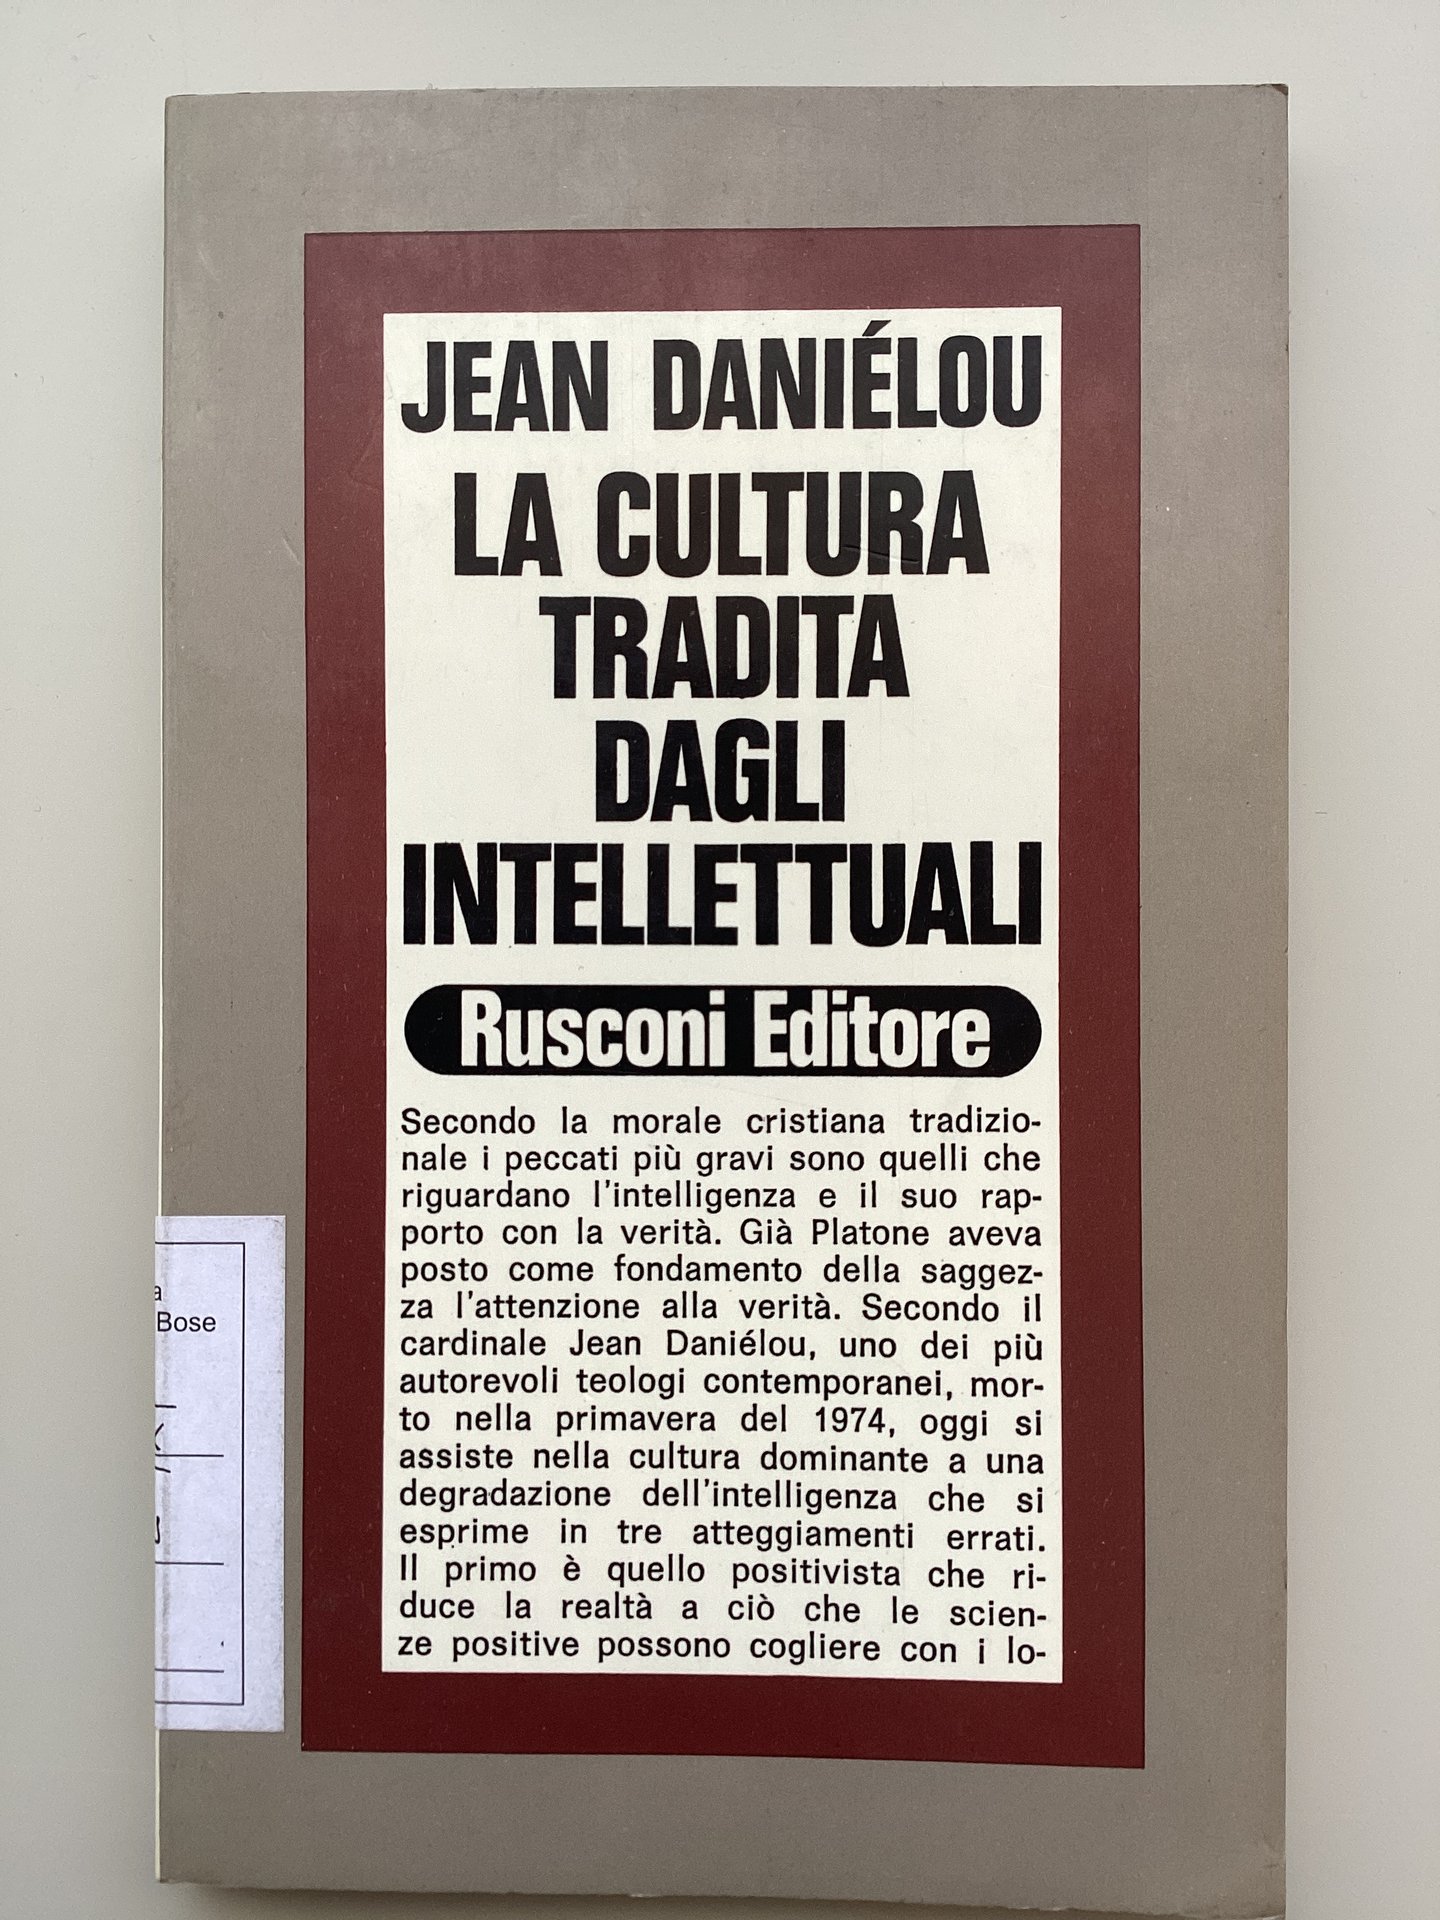 JEAN DANIÉLOU
LA CULTURA
TRADITA
DAGLI
INTELLETTUALI
Rusconi Editore
Secondo la morale cristiana tradizio-
nale i peccati più gravi sono quelli che
riguardano l'intelligenza e il suo rap-
porto con la verità. Già Platone aveva
posto come fondamento della saggez-
za l'attenzione alla verità. Secondo il
cardinale Jean Daniélou, uno dei più
autorevoli teologi contemporanei, mor-
to nella primavera del 1974, oggi si
assiste nella cultura dominante a una
degradazione dell'intelligenza che si
esprime in tre atteggiamenti errati.
Il primo è quello positivista che ri-
duce la realtà a ciò che le scien-
ze positive possono cogliere con i lo-
a
Bose